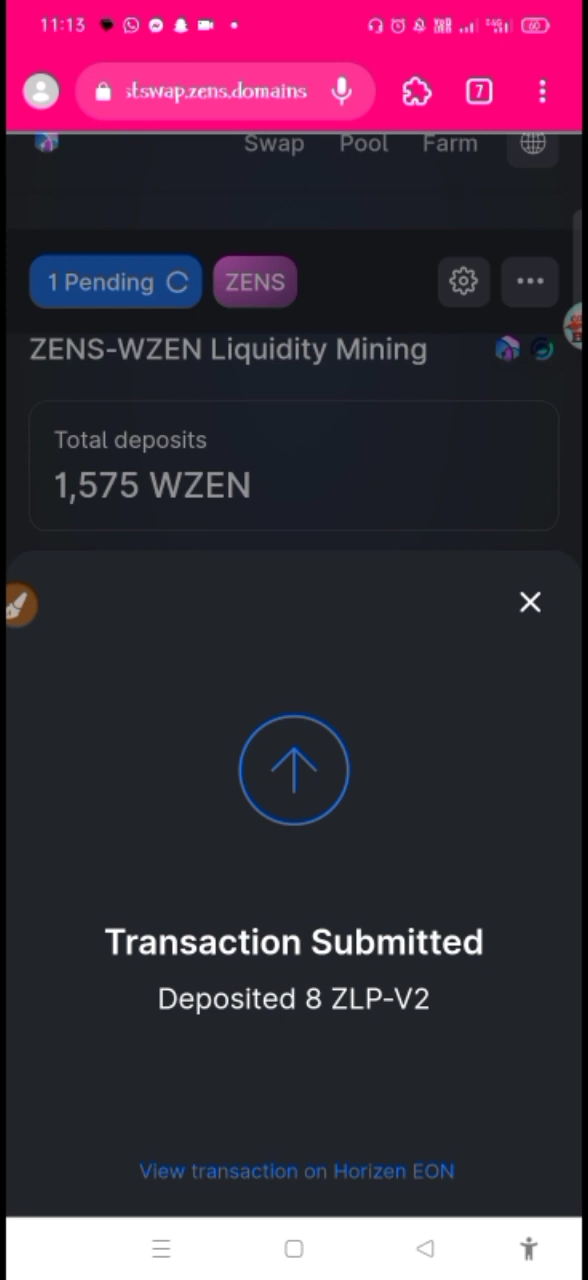 11:13
60
stswap.zens.domains
7
Swap Pool Farm
1 Pending ZENS
ZENS-WZEN Liquidity Mining
Total deposits
1,575 WZEN
Transaction Submitted
Deposited 8 ZLP-V2
View transaction on Horizen EON